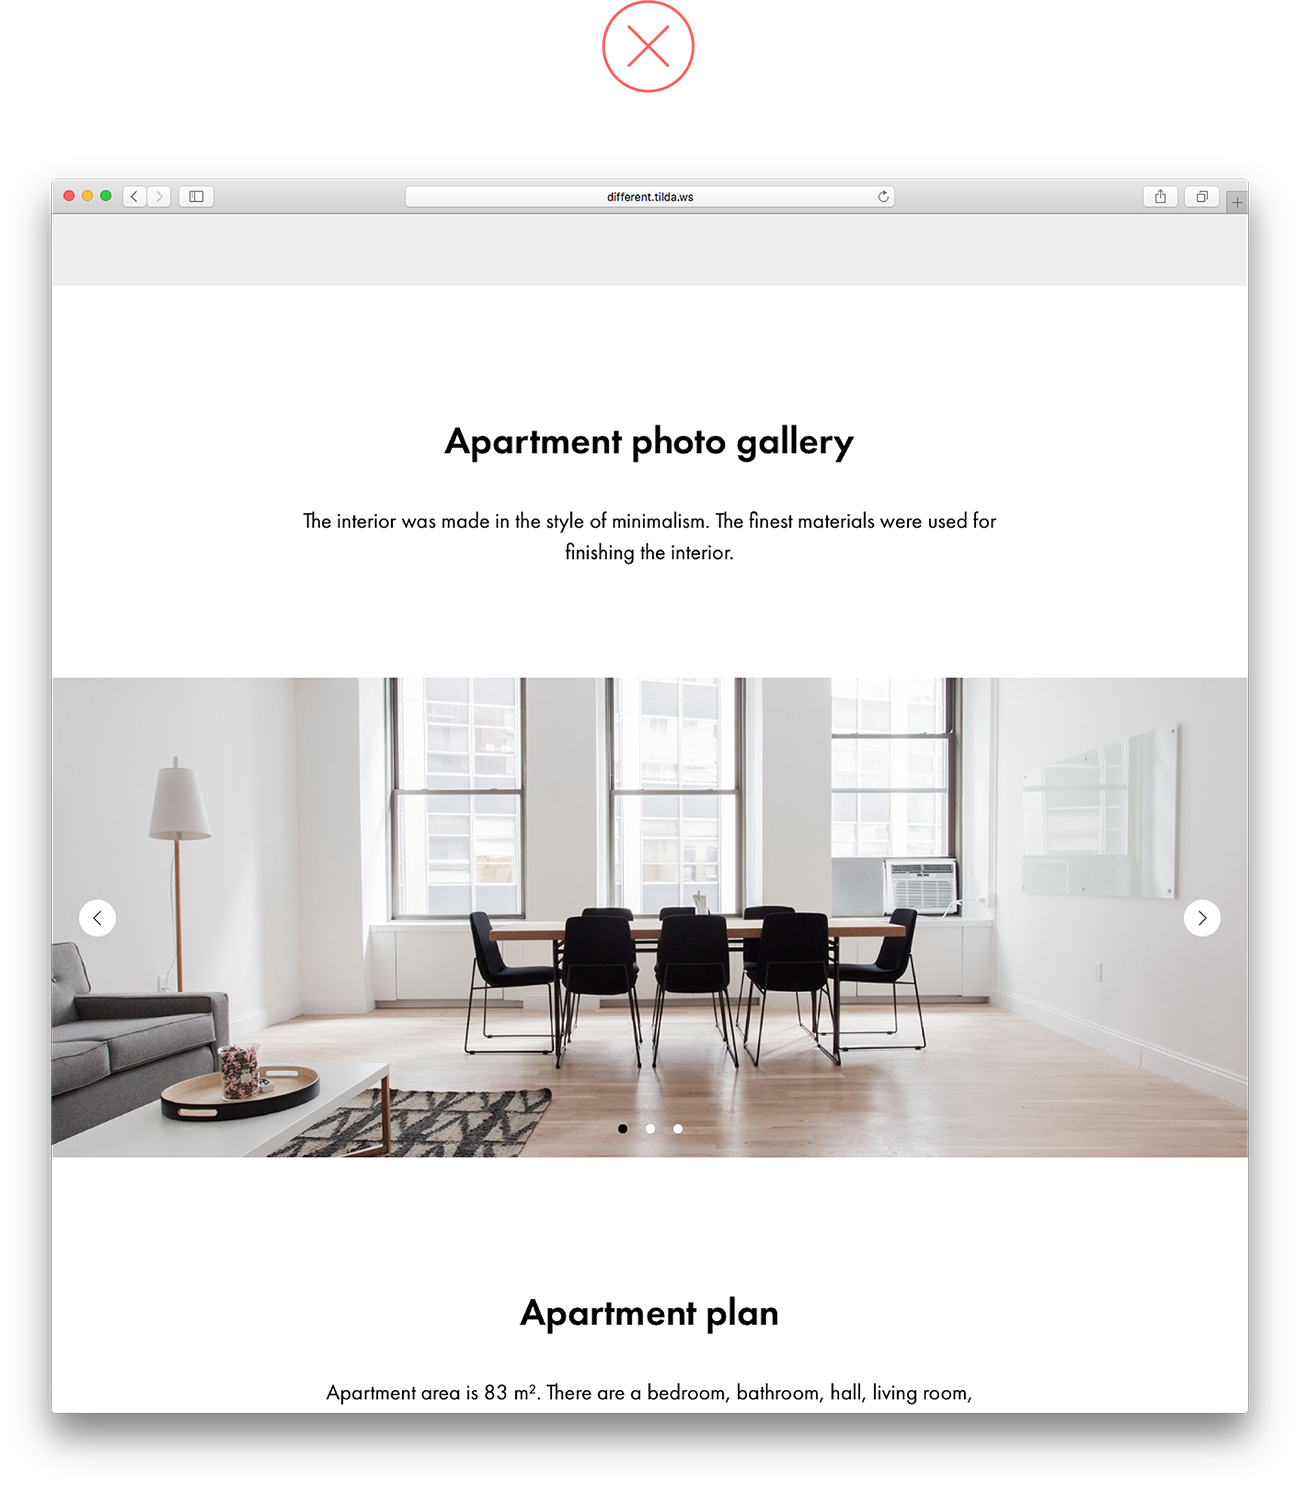 different.tilda.ws
Apartment photo gallery
The interior was made in the style of minimalism. The finest materials were used for
finishing the interior.
Apartment plan
Apartment area is 83 m². There are a bedroom, bathroom, hall, living room,